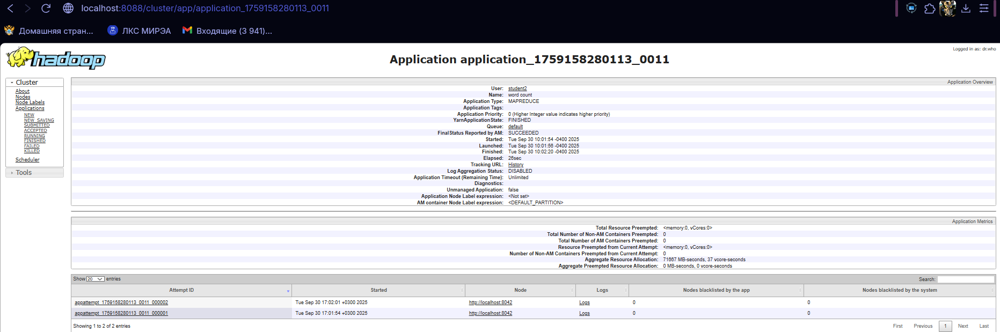 localhost:8088/cluster/app/application_1759158280113_0011
Домашняя стран... ЛКС МИРЭА Входящие (3 941)...
Logged in as: dr.who
hadoop
Application application_1759158280113_0011
Cluster
About
Nodes
Node Labels
Applications
NEW
NEW_SAVING
SUBMITTED
ACCEPTED
RUNNING
FINISHED
FAILED
KILLED
Scheduler
Tools
Application Overview
User: student2
Name: word count
Application Type: MAPREDUCE
Application Tags:
Application Priority: 0 (Higher Integer value indicates higher priority)
YarnApplicationState: FINISHED
Queue: default
FinalStatus Reported by AM: SUCCEEDED
Started: Tue Sep 30 10:01:54 -0400 2025
Launched: Tue Sep 30 10:01:56 -0400 2025
Finished: Tue Sep 30 10:02:20 -0400 2025
Elapsed: 26sec
Tracking URL: History
Log Aggregation Status: DISABLED
Application Timeout (Remaining Time): Unlimited
Diagnostics:
Unmanaged Application: false
Application Node Label expression: <Not set>
AM container Node Label expression: <DEFAULT_PARTITION>
Application Metrics
Total Resource Preempted: <memory:0, vCores:0>
Total Number of Non-AM Containers Preempted: 0
Total Number of AM Containers Preempted: 0
Resource Preempted from Current Attempt: <memory:0, vCores:0>
Number of Non-AM Containers Preempted from Current Attempt: 0
Aggregate Resource Allocation: 71667 MB-seconds, 37 vcore-seconds
Aggregate Preempted Resource Allocation: 0 MB-seconds, 0 vcore-seconds
Show 20 entries Search:
Attempt ID Started Node Logs Nodes blacklisted by the app Nodes blacklisted by the system
appattempt_1759158280113_0011_000002 Tue Sep 30 17:02:01 +0300 2025 http://localhost:8042 Logs 0 0
appattempt_1759158280113_0011_000001 Tue Sep 30 17:01:54 +0300 2025 http://localhost:8042 Logs 0 0
Showing 1 to 2 of 2 entries First Previous 1 Next Last